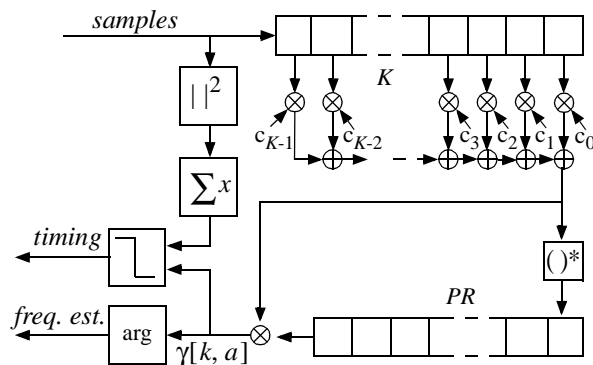 samples
K
| |²
c_{K-1} c_{K-2} c_3 c_2 c_1 c_0
∑x
timing
( )*
freq. est.
arg
PR
γ[k, a]